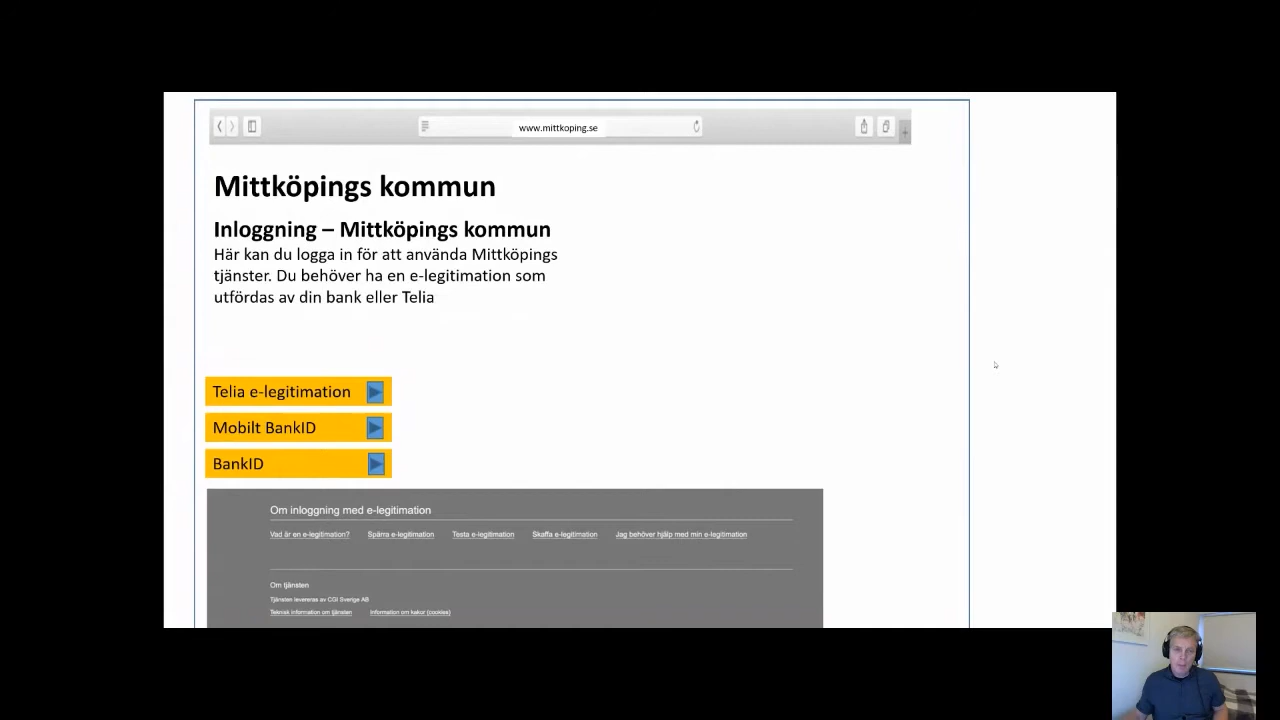 www.mittkoping.se
Mittköpings kommun
Inloggning – Mittköpings kommun
Här kan du logga in för att använda Mittköpings
tjänster. Du behöver ha en e-legitimation som
utfördas av din bank eller Telia
Telia e-legitimation
Mobilt BankID
BankID
Om inloggning med e-legitimation
Vad är en e-legitimation? Spärra e-legitimation Testa e-legitimation Skaffa e-legitimation Jag behöver hjälp med min e-legitimation
Om tjänsten
Tjänsten levereras av CGI Sverige AB
Teknisk information om tjänsten Information om kakor (cookies)